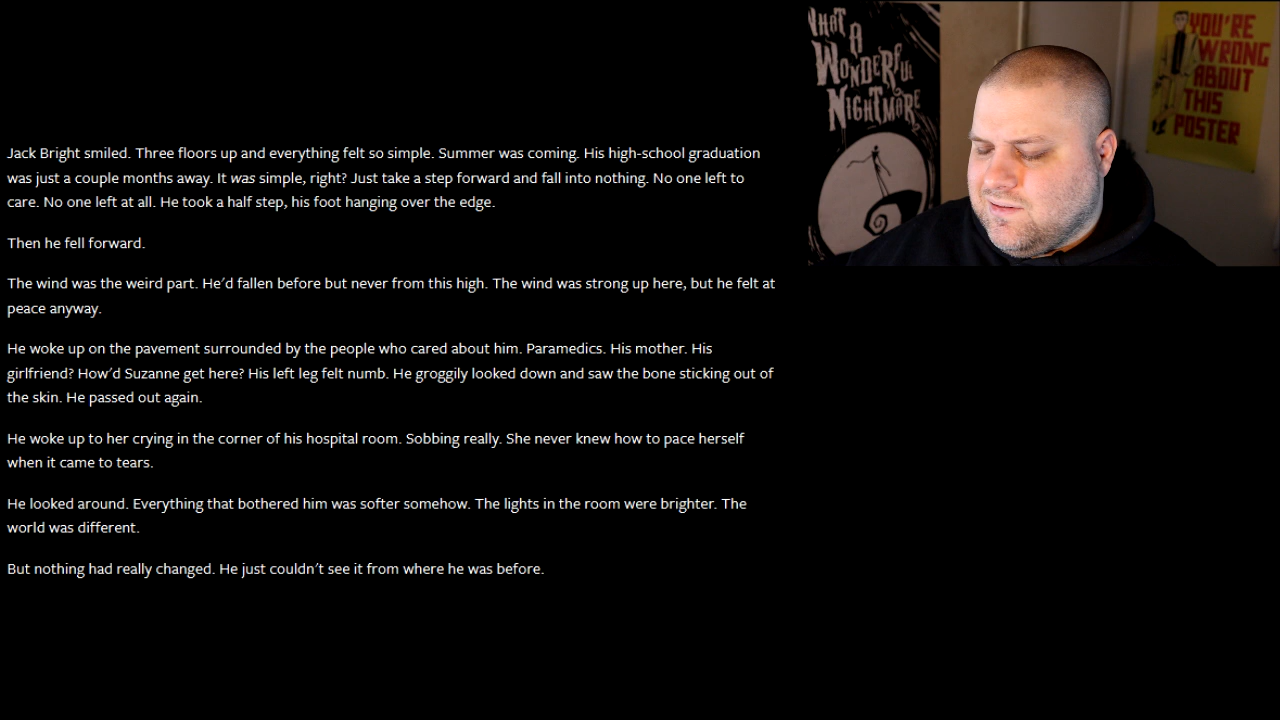 Jack Bright smiled. Three floors up and everything felt so simple. Summer was coming. His high-school graduation
was just a couple months away. It was simple, right? Just take a step forward and fall into nothing. No one left to
care. No one left at all. He took a half step, his foot hanging over the edge.
Then he fell forward.
The wind was the weird part. He'd fallen before but never from this high. The wind was strong up here, but he felt at
peace anyway.
He woke up on the pavement surrounded by the people who cared about him. Paramedics. His mother. His
girlfriend? How'd Suzanne get here? His left leg felt numb. He groggily looked down and saw the bone sticking out of
the skin. He passed out again.
He woke up to her crying in the corner of his hospital room. Sobbing really. She never knew how to pace herself
when it came to tears.
He looked around. Everything that bothered him was softer somehow. The lights in the room were brighter. The
world was different.
But nothing had really changed. He just couldn't see it from where he was before.
WHAT
A
WONDERFUL
NIGHTMARE
YOU'RE
WRONG
ABOUT
THIS
POSTER